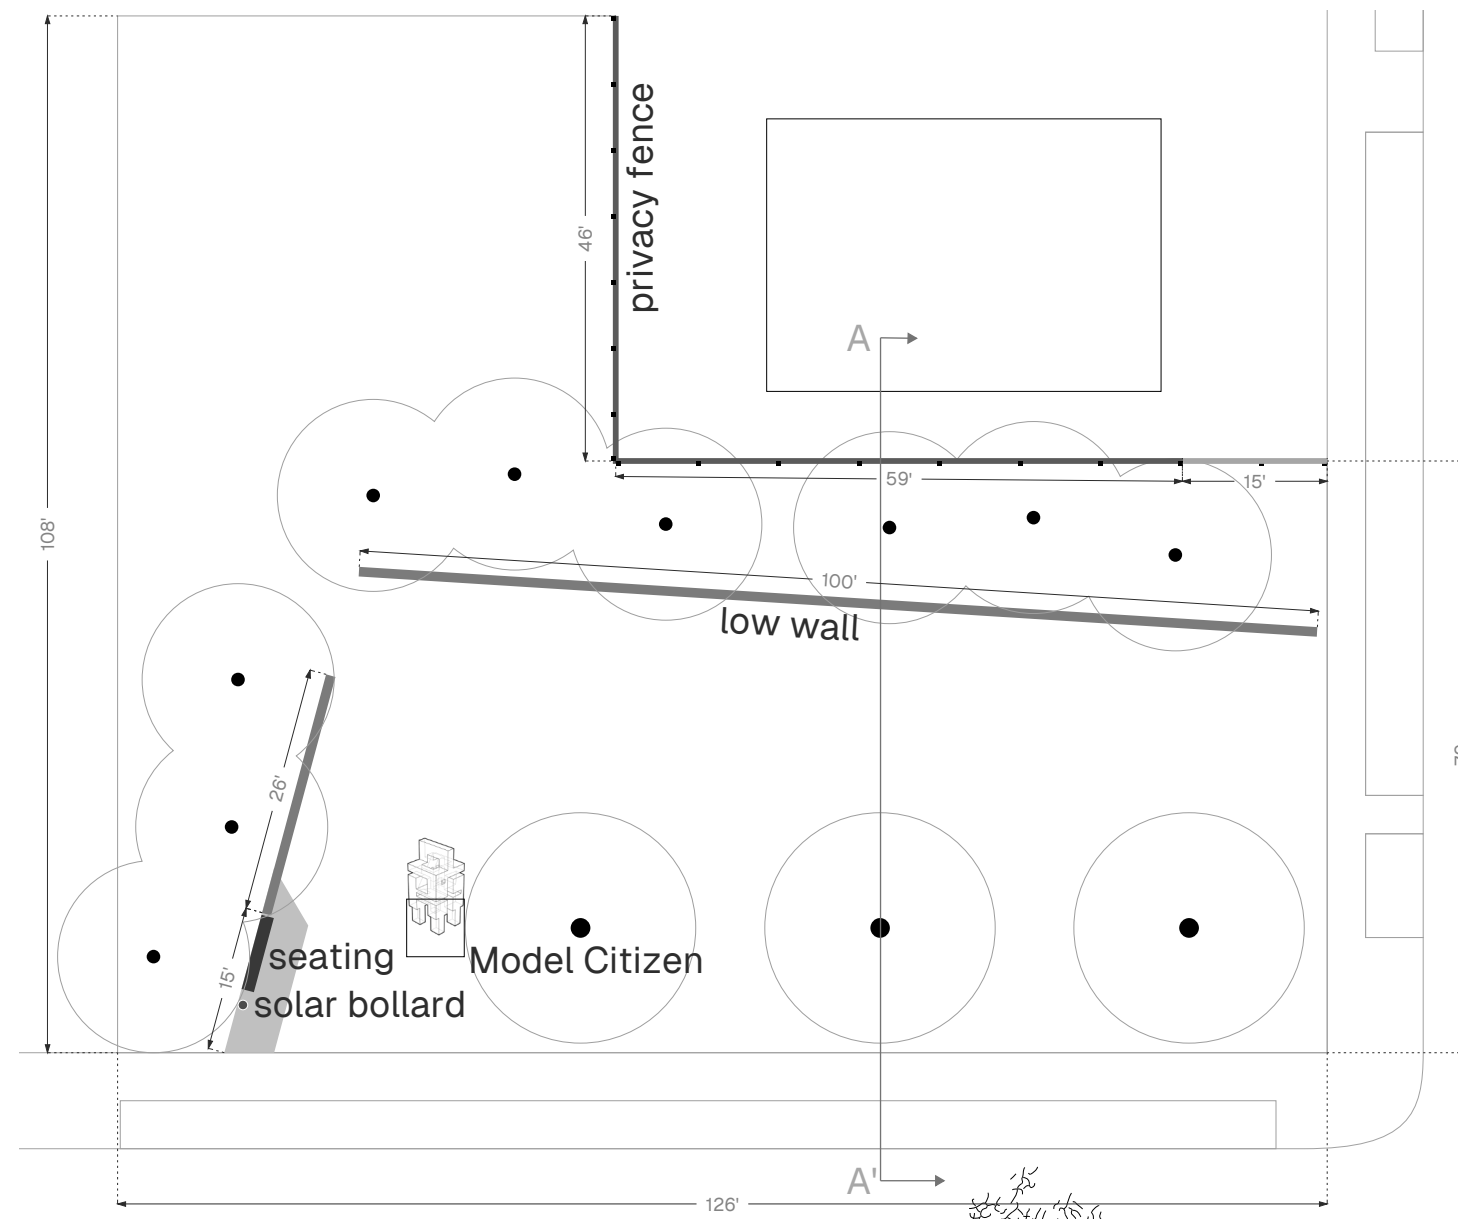 46'
privacy fence
A
59'
15'
108'
100'
low wall
26'
15'
seating
Model Citizen
solar bollard
A'
126'